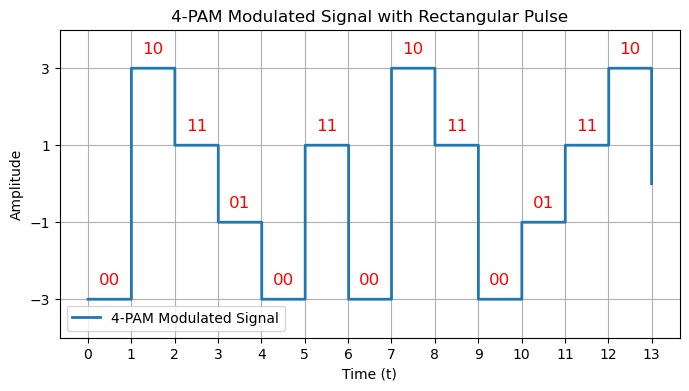 4-PAM Modulated Signal with Rectangular Pulse
10 10 10
3
11 11 11 11
1
01 01
−1
00 00 00 00
−3
4-PAM Modulated Signal
0 1 2 3 4 5 6 7 8 9 10 11 12 13
Time (t)
Amplitude